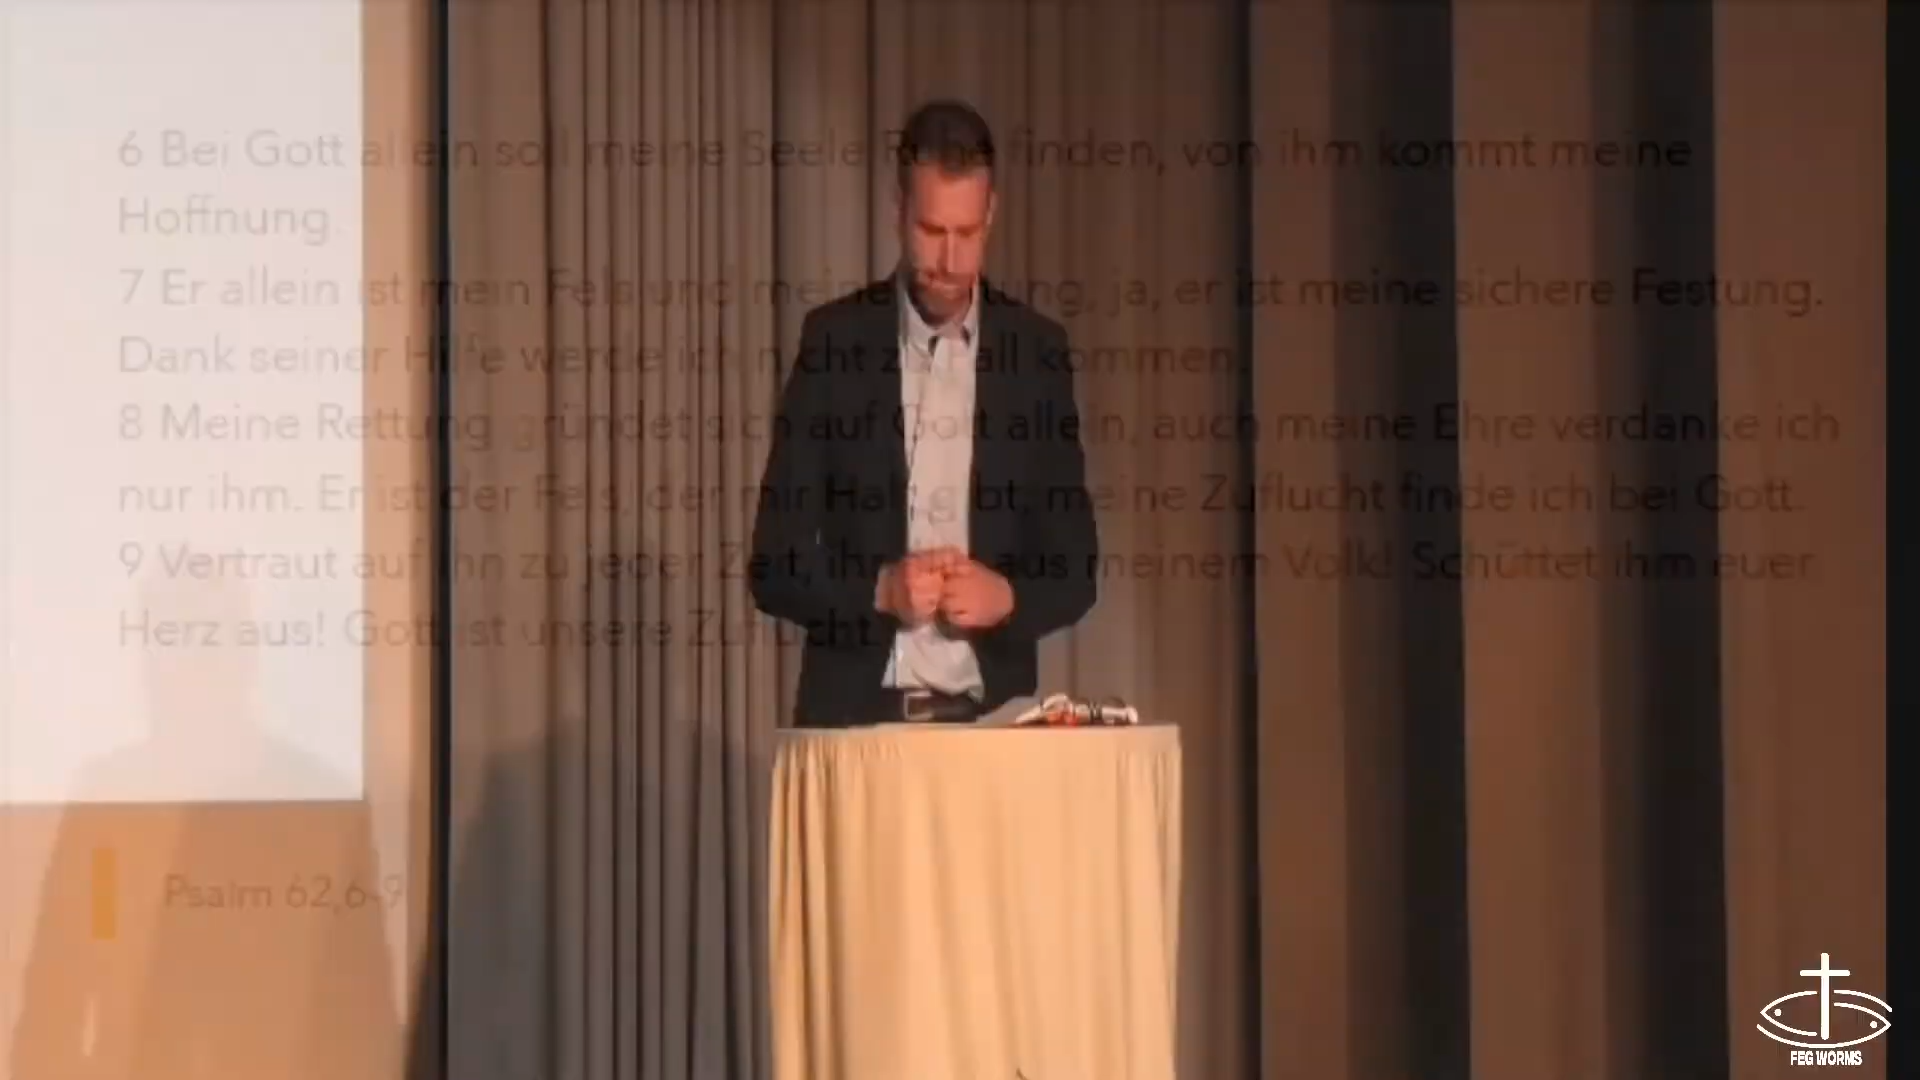 6 Bei Gott allein soll meine Seele Ruhe finden, von ihm kommt meine
Hoffnung.
7 Er allein ist mein Fels und meine Rettung, ja, er ist meine sichere Festung.
Dank seiner Hilfe werde ich nicht zu Fall kommen.
8 Meine Rettung gründet sich auf Gott allein, auch meine Ehre verdanke ich
nur ihm. Er ist der Fels, der mir Halt gibt, meine Zuflucht finde ich bei Gott.
9 Vertraut auf ihn zu jeder Zeit, ihr aus meinem Volk! Schüttet ihm euer
Herz aus! Gott ist unsere Zuflucht.
Psalm 62,6-9
FEG WORMS